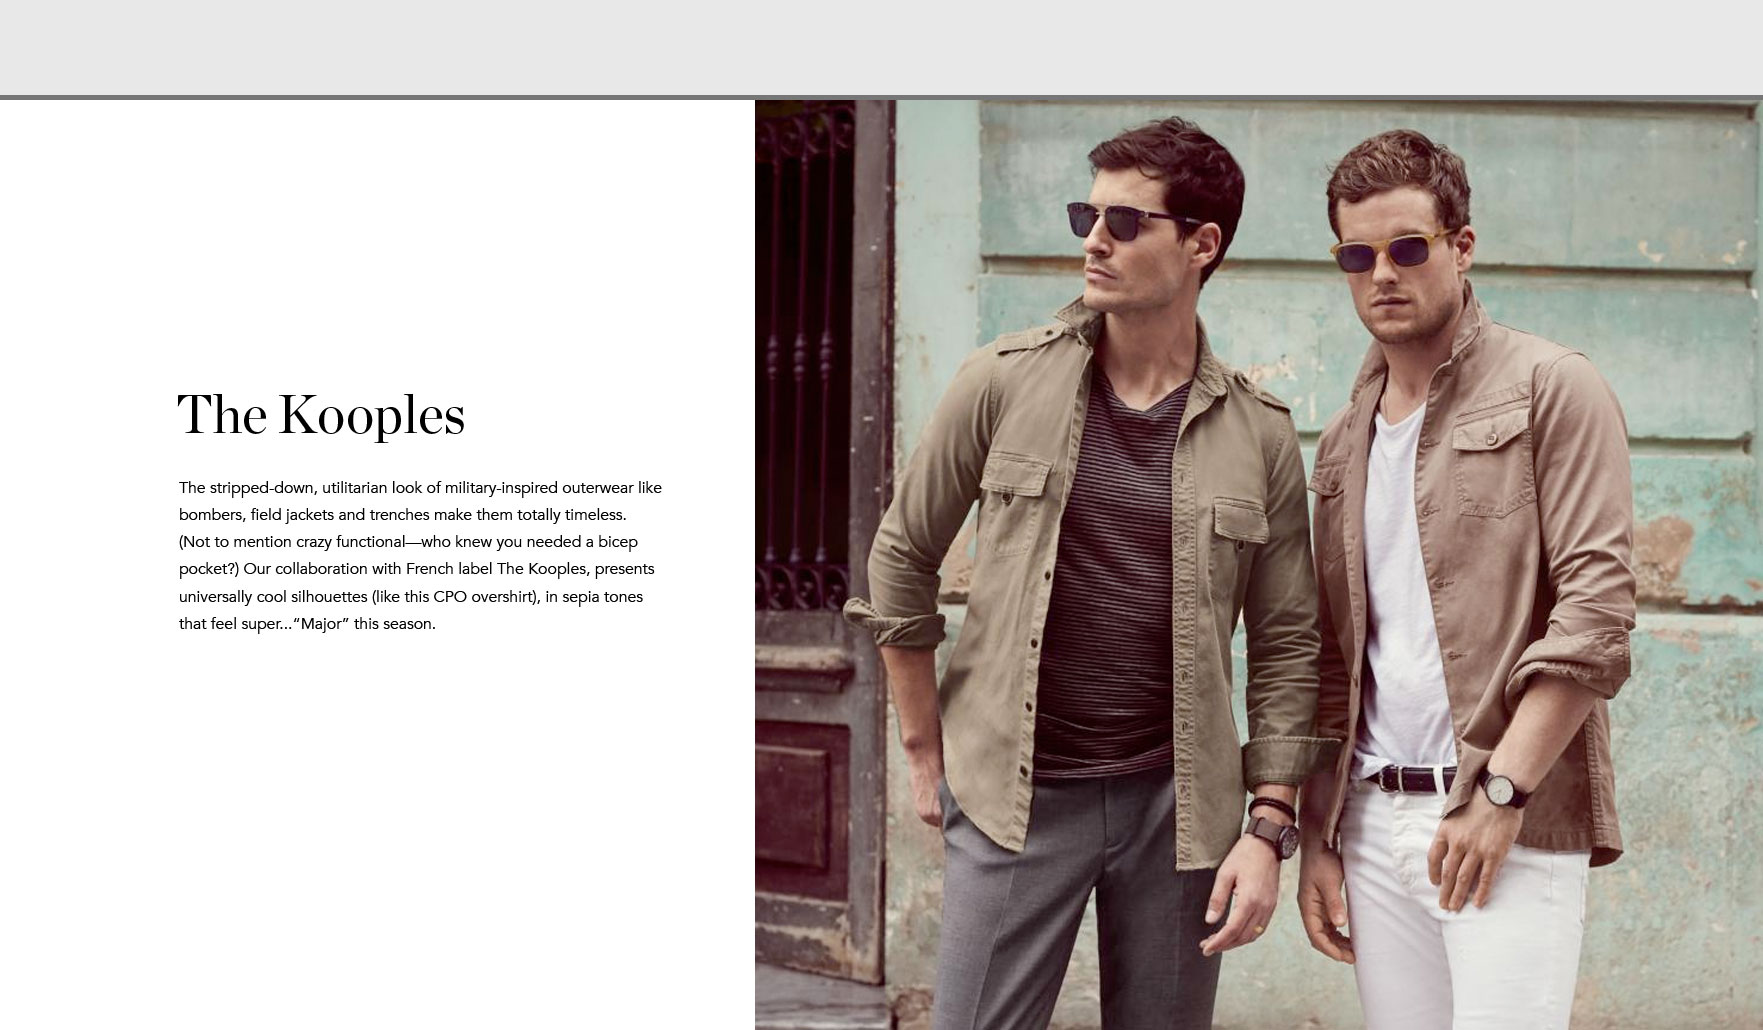 The Kooples
The stripped-down, utilitarian look of military-inspired outerwear like
bombers, field jackets and trenches make them totally timeless.
(Not to mention crazy functional—who knew you needed a bicep
pocket?) Our collaboration with French label The Kooples, presents
universally cool silhouettes (like this CPO overshirt), in sepia tones
that feel super...“Major” this season.